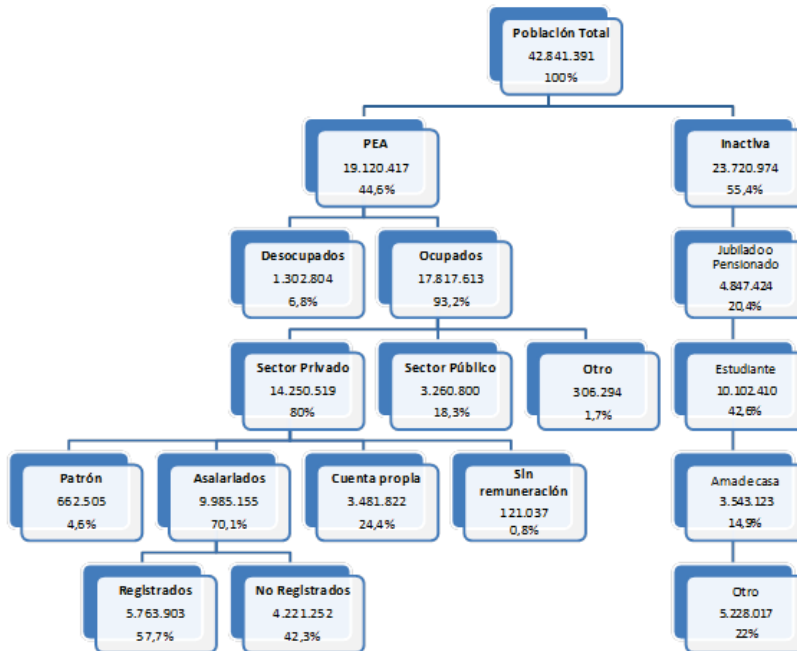 Población Total
42.841.391
100%
PEA
19.120.417
44,6%
Inactiva
23.720.974
55,4%
Desocupados
1.302.804
6,8%
Ocupados
17.817.613
93,2%
Jubilado o
Pensionado
4.847.424
20,4%
Sector Privado
14.250.519
80%
Sector Público
3.260.800
18,3%
Otro
306.294
1,7%
Estudiante
10.102.410
42,6%
Patrón
662.505
4,6%
Asalariados
9.985.155
70,1%
Cuenta propia
3.481.822
24,4%
Sin
remuneración
121.037
0,8%
Ama de casa
3.543.123
14,9%
Registrados
5.763.903
57,7%
No Registrados
4.221.252
42,3%
Otro
5.228.017
22%